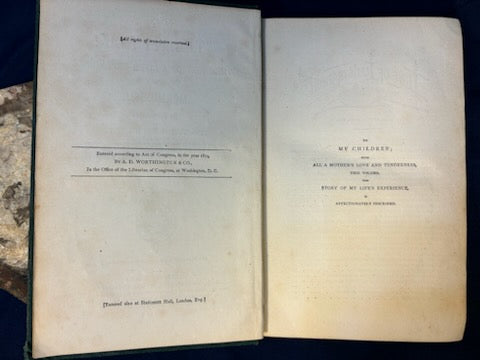 [All rights of translation reserved.]
Entered according to Act of Congress, in the year 1874,
By A. D. WORTHINGTON & CO.,
In the Office of the Librarian of Congress, at Washington, D. C.
[Entered also at Stationers' Hall, London, Eng.]
TO
MY CHILDREN;
WITH
ALL A MOTHER'S LOVE AND TENDERNESS,
THIS VOLUME,
THE
STORY OF MY LIFE'S EXPERIENCE,
IS
AFFECTIONATELY INSCRIBED.